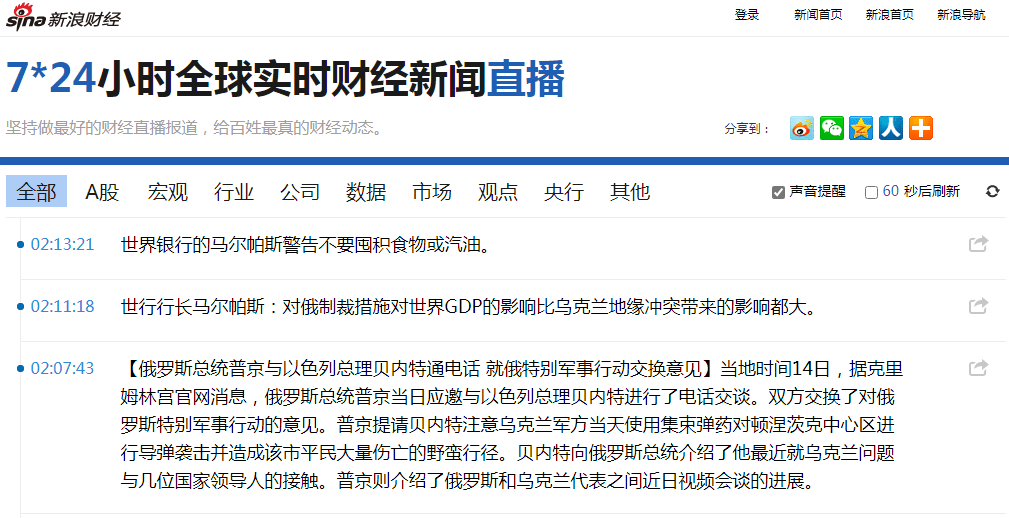 sina 新浪财经
登录 新闻首页 新浪首页 新浪导航
7*24小时全球实时财经新闻直播
坚持做最好的财经直播报道，给百姓最真的财经动态。
分享到：
全部 A股 宏观 行业 公司 数据 市场 观点 央行 其他
声音提醒 60 秒后刷新
02:13:21 世界银行的马尔帕斯警告不要囤积食物或汽油。
02:11:18 世行行长马尔帕斯：对俄制裁措施对世界GDP的影响比乌克兰地缘冲突带来的影响都大。
02:07:43 【俄罗斯总统普京与以色列总理贝内特通电话 就俄特别军事行动交换意见】当地时间14日，据克里
姆林宫官网消息，俄罗斯总统普京当日应邀与以色列总理贝内特进行了电话交谈。双方交换了对俄
罗斯特别军事行动的意见。普京提请贝内特注意乌克兰军方当天使用集束弹药对顿涅茨克中心区进
行导弹袭击并造成该市平民大量伤亡的野蛮行径。贝内特向俄罗斯总统介绍了他最近就乌克兰问题
与几位国家领导人的接触。普京则介绍了俄罗斯和乌克兰代表之间近日视频会谈的进展。